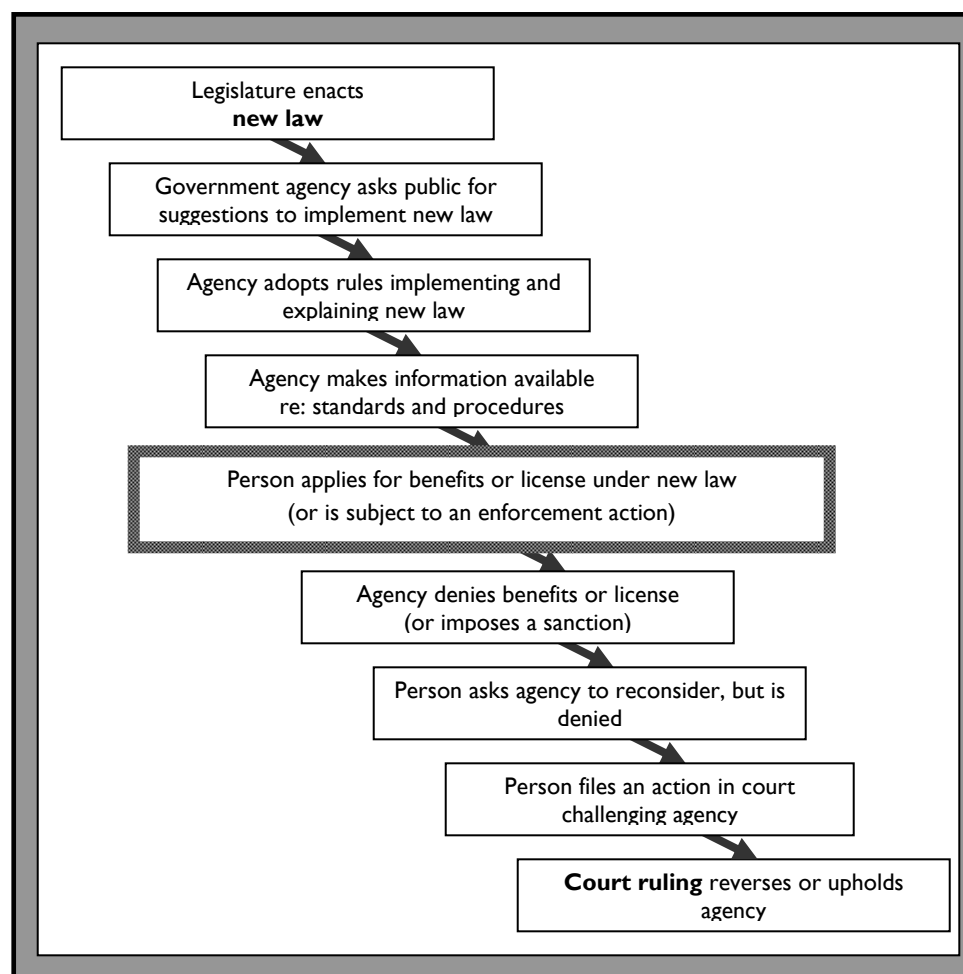 Legislature enacts
new law
Government agency asks public for
suggestions to implement new law
Agency adopts rules implementing and
explaining new law
Agency makes information available
re: standards and procedures
Person applies for benefits or license under new law
(or is subject to an enforcement action)
Agency denies benefits or license
(or imposes a sanction)
Person asks agency to reconsider, but is
denied
Person files an action in court
challenging agency
Court ruling reverses or upholds
agency